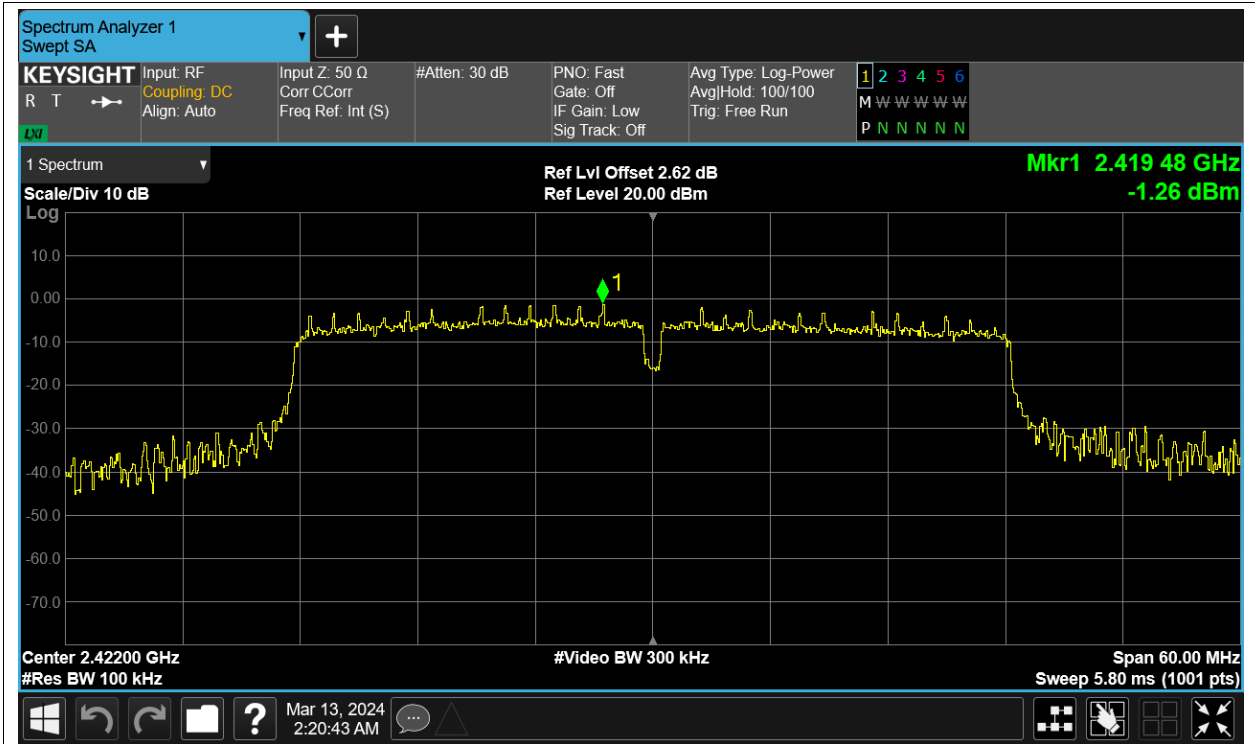 Spectrum Analyzer 1
Swept SA
KEYSIGHT
R T
LXI
Input: RF
Coupling: DC
Align: Auto
Input Z: 50 Ω
Corr CCorr
Freq Ref: Int (S)
#Atten: 30 dB
PNO: Fast
Gate: Off
IF Gain: Low
Sig Track: Off
Avg Type: Log-Power
Avg|Hold: 100/100
Trig: Free Run
1 2 3 4 5 6
M W W W W W W
P N N N N N
1 Spectrum
Scale/Div 10 dB
Ref Lvl Offset 2.62 dB
Ref Level 20.00 dBm
Mkr1 2.419 48 GHz
-1.26 dBm
Log
10.0
0.00
-10.0
-20.0
-30.0
-40.0
-50.0
-60.0
-70.0
1
Center 2.42200 GHz
#Res BW 100 kHz
#Video BW 300 kHz
Span 60.00 MHz
Sweep 5.80 ms (1001 pts)
?
Mar 13, 2024
2:20:43 AM